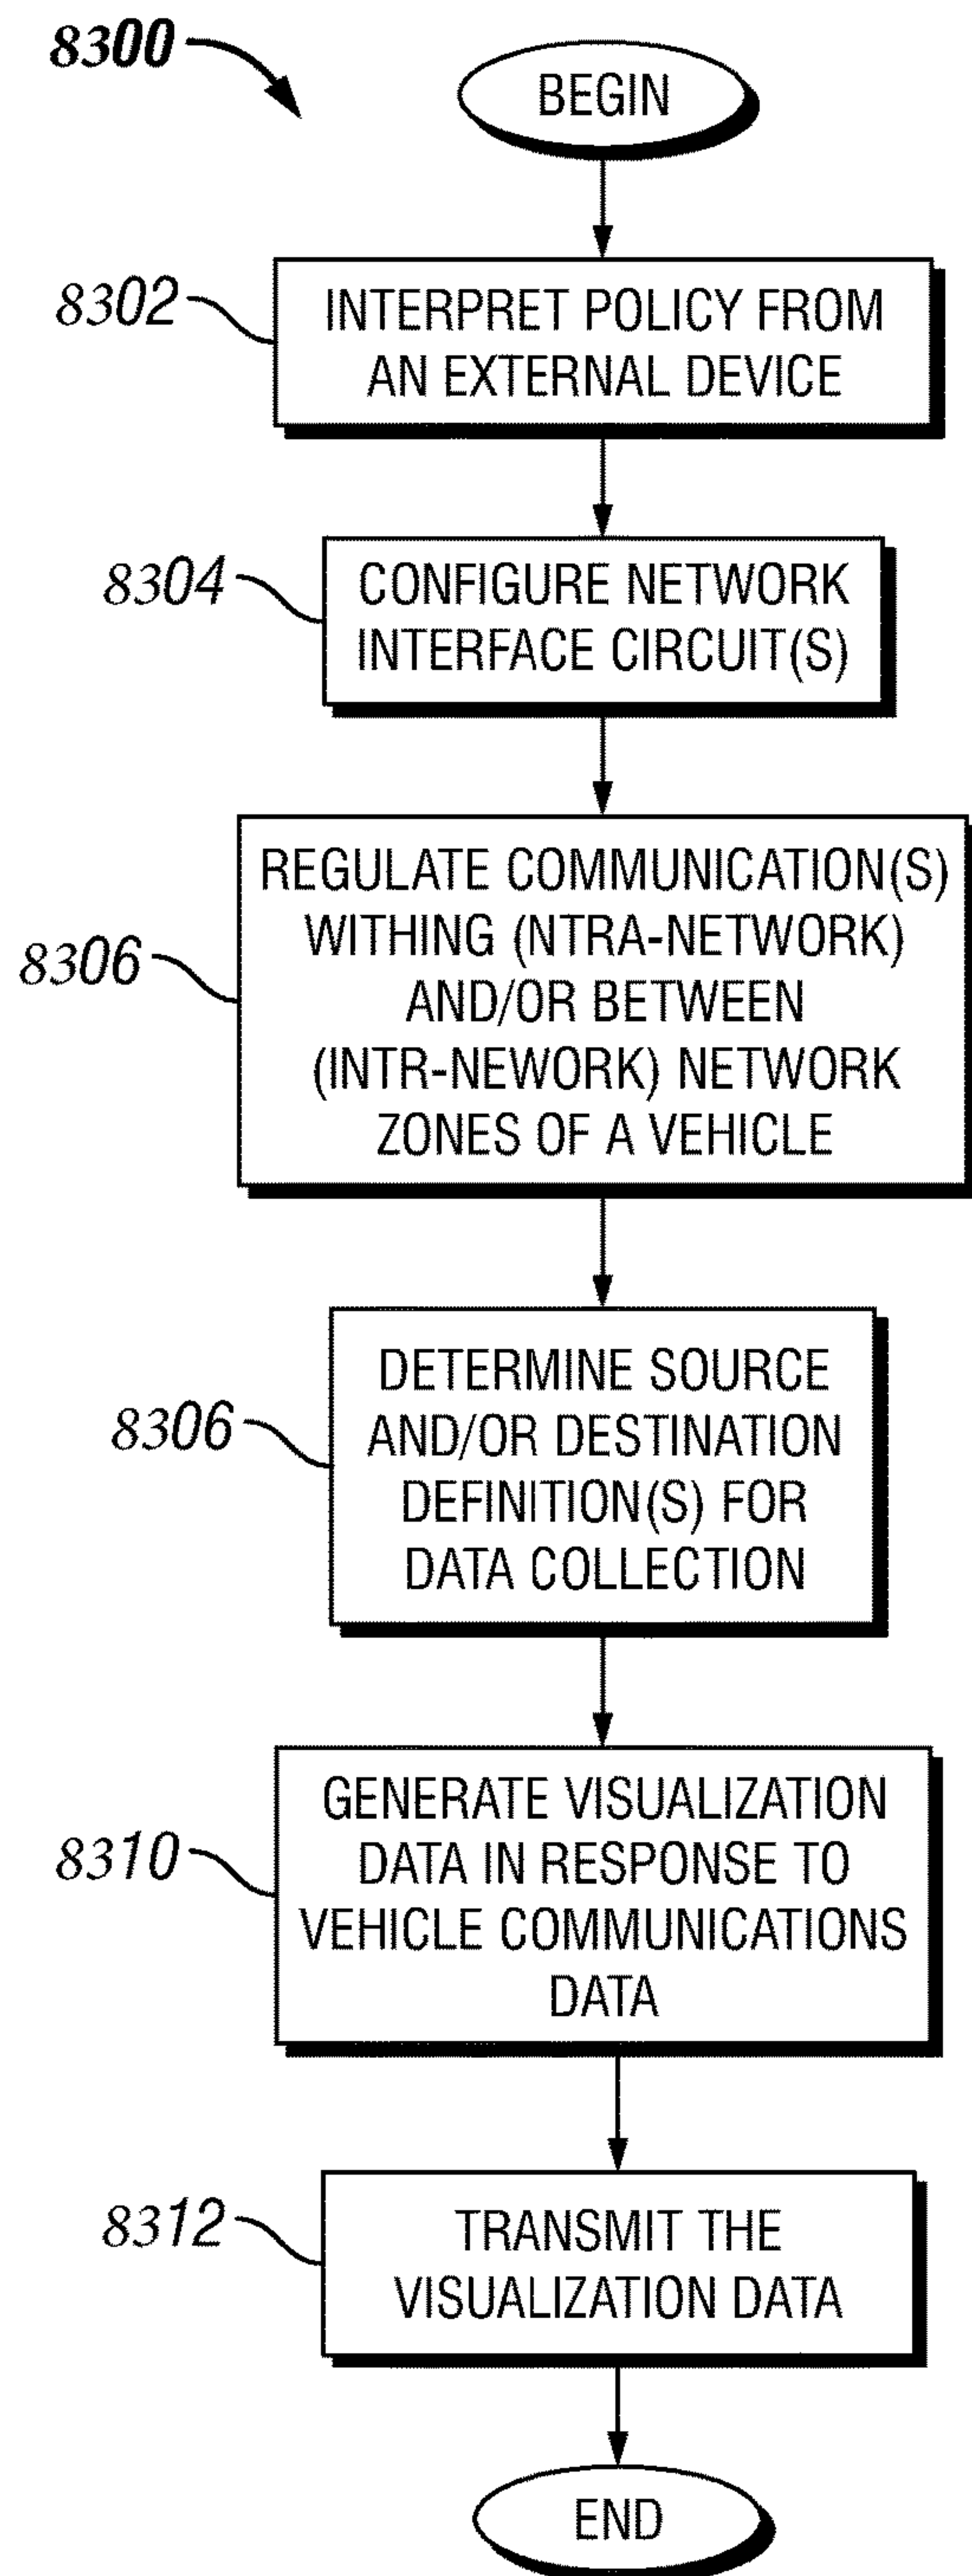 8300
BEGIN
8302
INTERPRET POLICY FROM
AN EXTERNAL DEVICE
8304
CONFIGURE NETWORK
INTERFACE CIRCUIT(S)
8306
REGULATE COMMUNICATION(S)
WITHING (NTRA-NETWORK)
AND/OR BETWEEN
(INTR-NEWORK) NETWORK
ZONES OF A VEHICLE
8306
DETERMINE SOURCE
AND/OR DESTINATION
DEFINITION(S) FOR
DATA COLLECTION
8310
GENERATE VISUALIZATION
DATA IN RESPONSE TO
VEHICLE COMMUNICATIONS
DATA
8312
TRANSMIT THE
VISUALIZATION DATA
END